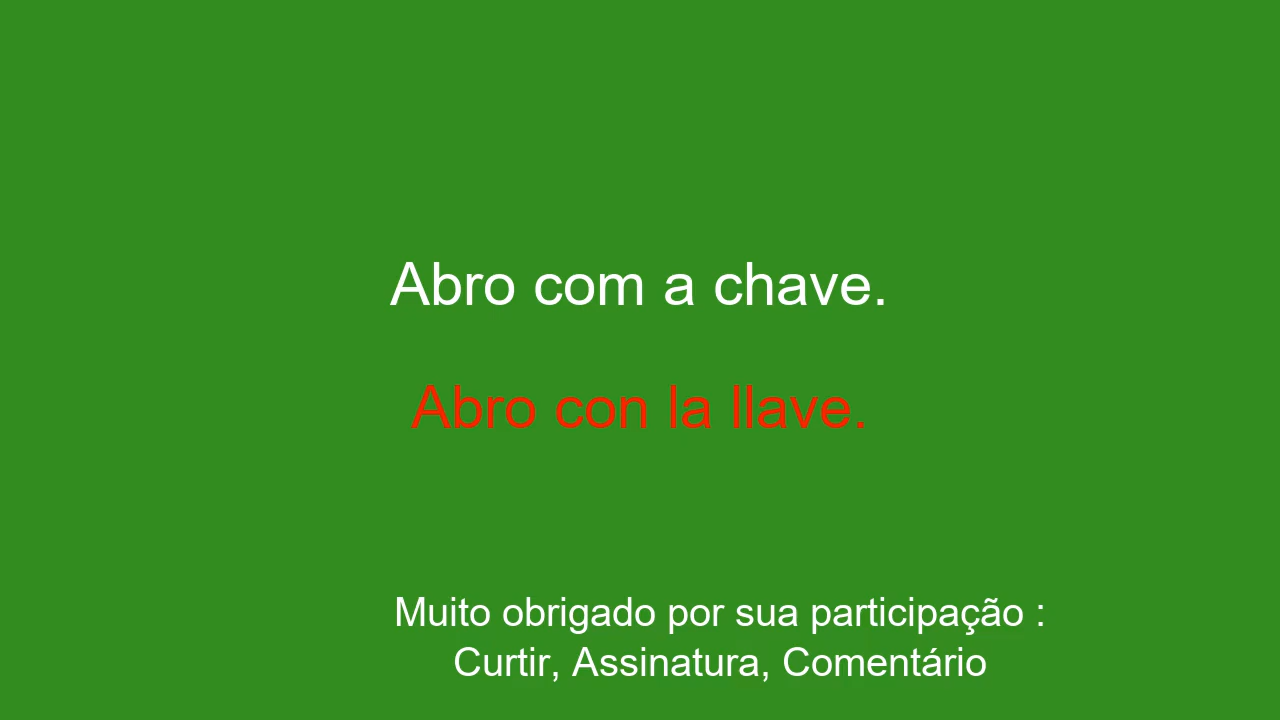 Abro com a chave.
Abro con la llave.
Muito obrigado por sua participação :
Curtir, Assinatura, Comentário